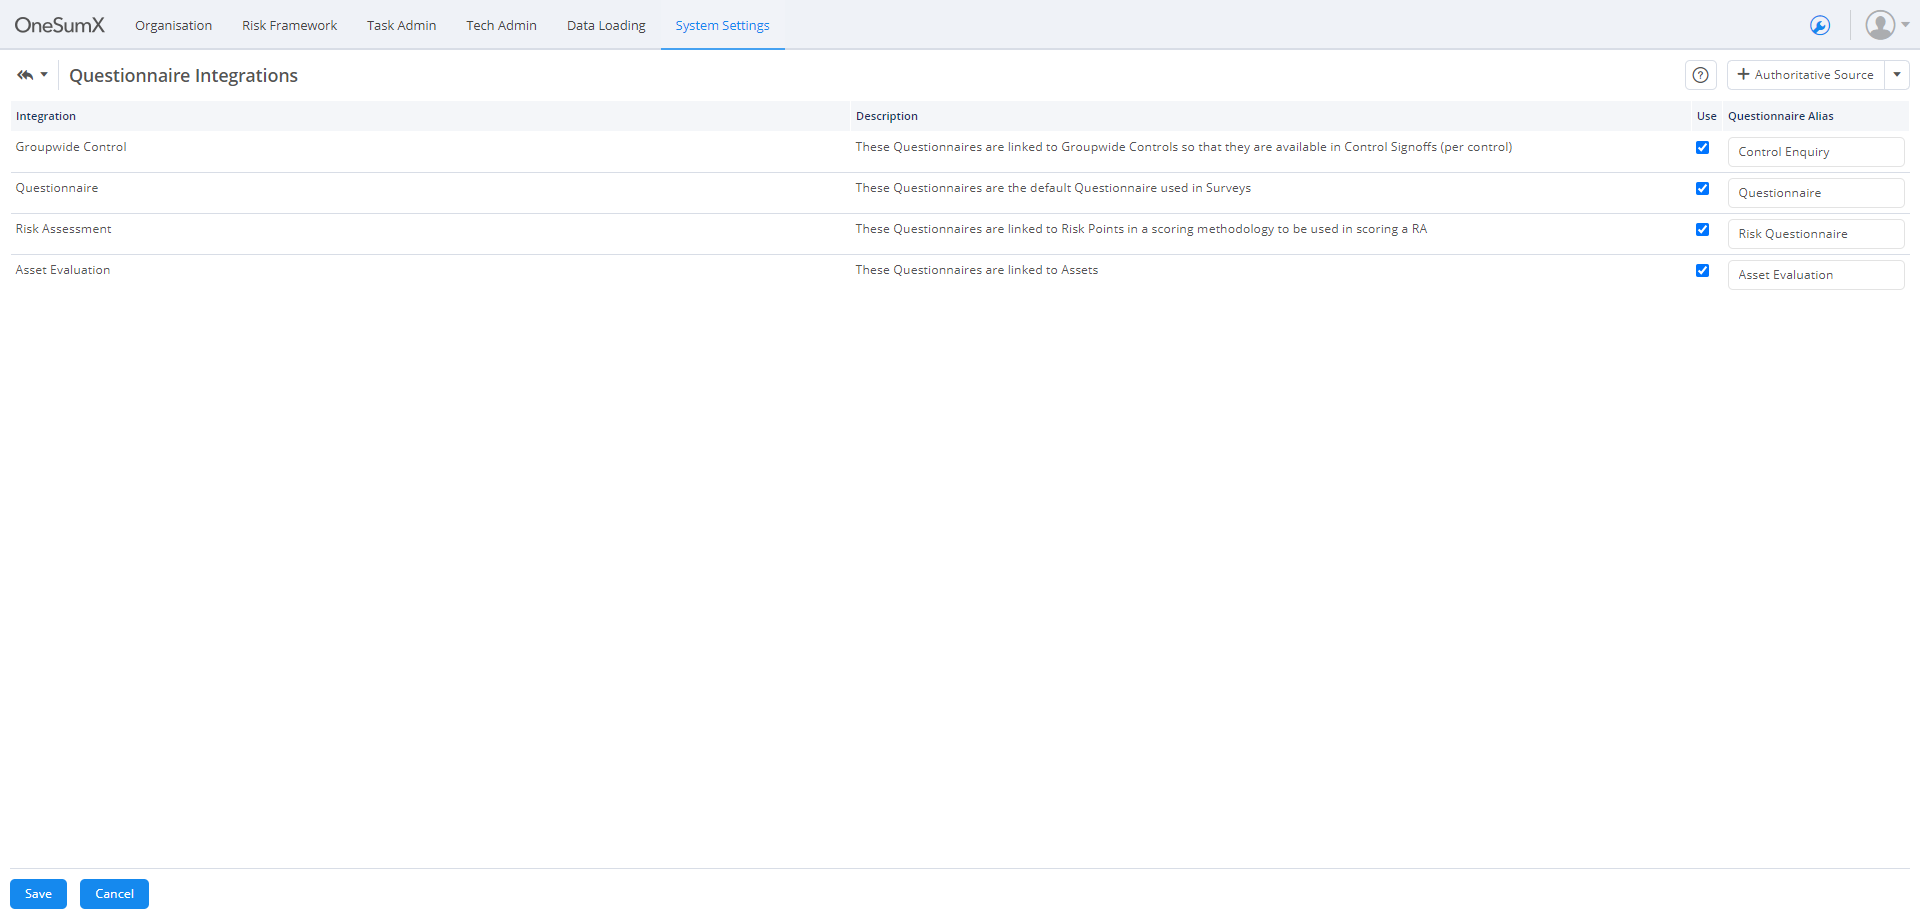 OneSumX Organisation Risk Framework Task Admin Tech Admin Data Loading System Settings
Questionnaire Integrations ? + Authoritative Source
Integration Description Use Questionnaire Alias
Groupwide Control These Questionnaires are linked to Groupwide Controls so that they are available in Control Signoffs (per control) Control Enquiry
Questionnaire These Questionnaires are the default Questionnaire used in Surveys Questionnaire
Risk Assessment These Questionnaires are linked to Risk Points in a scoring methodology to be used in scoring a RA Risk Questionnaire
Asset Evaluation These Questionnaires are linked to Assets Asset Evaluation
Save Cancel